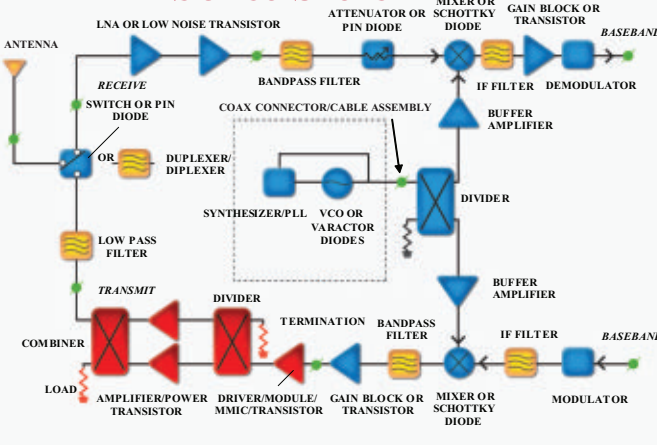 MIXER OR
SCHOTTKY
DIODE
ATTENUATOR OR
PIN DIODE
GAIN BLOCK OR
TRANSISTOR
LNA OR LOW NOISE TRANSISTOR
BASEBAND
ANTENNA
BANDPASS FILTER
IF FILTER
DEMODULATOR
RECEIVE
SWITCH OR PIN
DIODE
COAX CONNECTOR/CABLE ASSEMBLY
BUFFER
AMPLIFIER
OR
DUPLEXER/
DIPLEXER
DIVIDER
SYNTHESIZER/PLL
VCO OR
VARACTOR
DIODES
LOW PASS
FILTER
TRANSMIT
DIVIDER
BUFFER
AMPLIFIER
TERMINATION
BANDPASS
FILTER
IF FILTER
BASEBAND
COMBINER
LOAD
AMPLIFIER/POWER
TRANSISTOR
DRIVER/MODULE/
MMIC/TRANSISTOR
GAIN BLOCK OR
TRANSISTOR
MIXER OR
SCHOTTKY
DIODE
MODULATOR